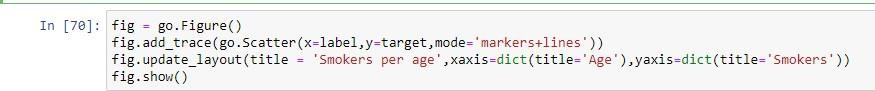 In [70]: fig = go.Figure()
fig.add_trace(go.Scatter(x=label,y=target,mode='markers+lines'))
fig.update_layout(title = 'Smokers per age',xaxis=dict(title='Age'),yaxis=dict(title='Smokers'))
fig.show()